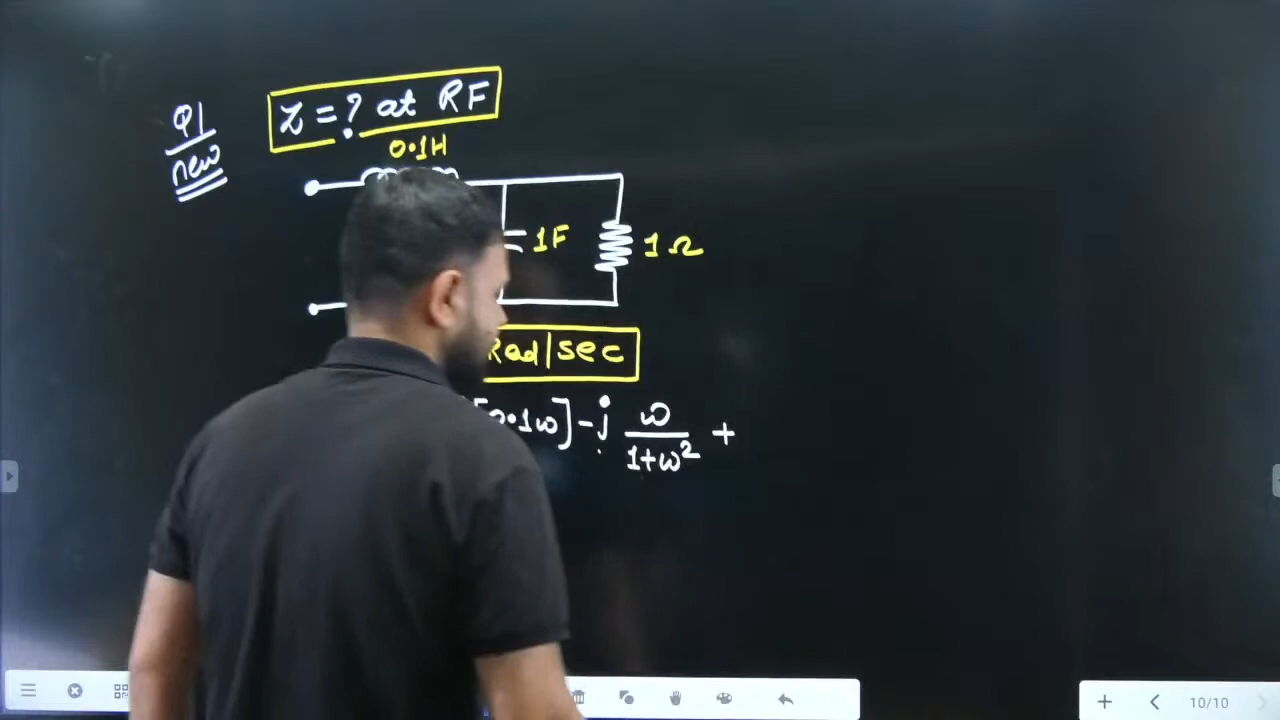 Q1
new
Z = ? at RF
0.1H
1F
1Ω
Rad/sec
0.1ω] - j ω/1+ω² +
10/10